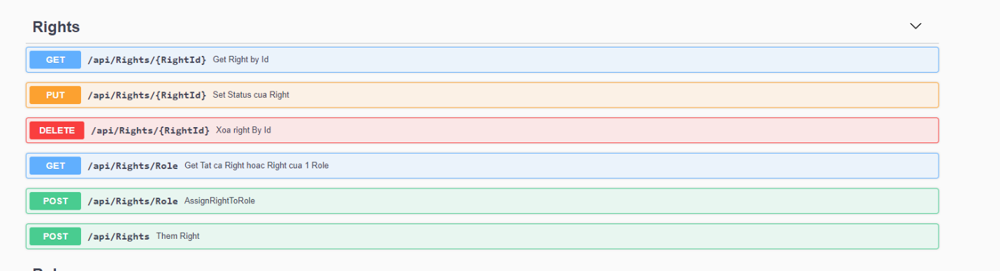 Rights
GET /api/Rights/{RightId} Get Right by Id
PUT /api/Rights/{RightId} Set Status cua Right
DELETE /api/Rights/{RightId} Xoa right By Id
GET /api/Rights/Role Get Tat ca Right hoac Right cua 1 Role
POST /api/Rights/Role AssignRightToRole
POST /api/Rights Them Right